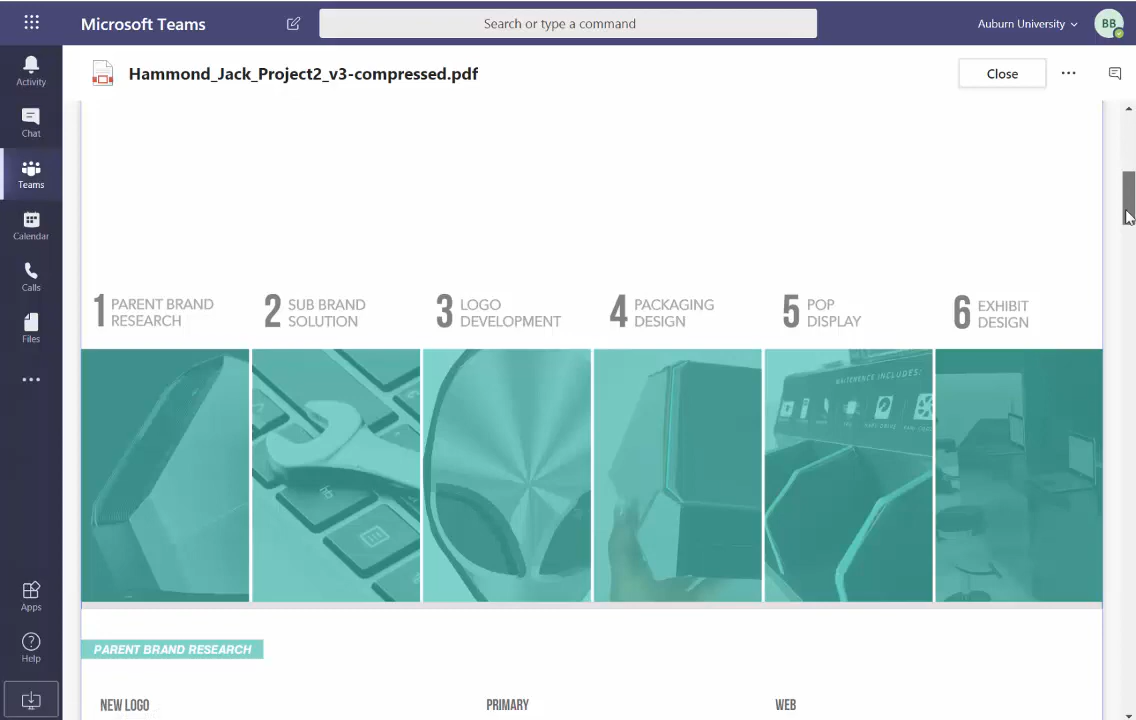 Microsoft Teams
Search or type a command
Auburn University
BB
Activity
Chat
Teams
Calendar
Calls
Files
Apps
Help
Hammond_Jack_Project2_v3-compressed.pdf
Close
1 PARENT BRAND
RESEARCH
2 SUB BRAND
SOLUTION
3 LOGO
DEVELOPMENT
4 PACKAGING
DESIGN
5 POP
DISPLAY
6 EXHIBIT
DESIGN
INCLUDES:
PARENT BRAND RESEARCH
NEW LOGO
PRIMARY
WEB